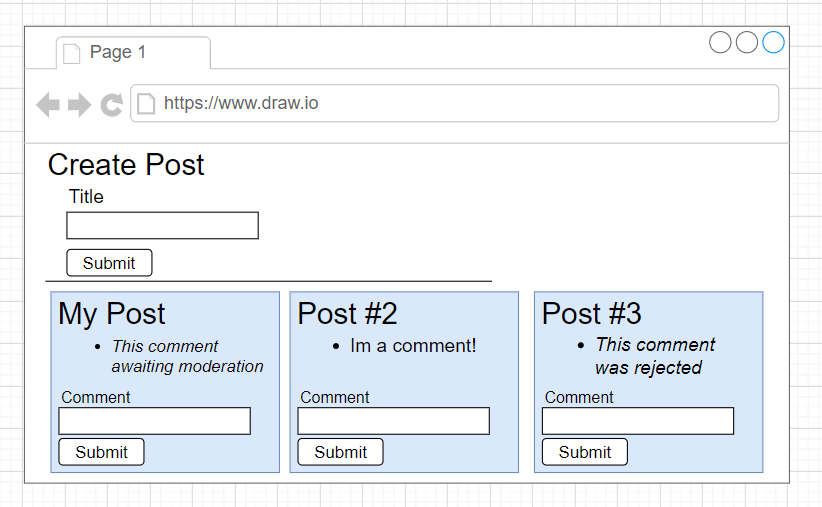 Page 1
https://www.draw.io
Create Post
Title
Submit
My Post
This comment
awaiting moderation
Comment
Submit
Post #2
Im a comment!
Comment
Submit
Post #3
This comment
was rejected
Comment
Submit